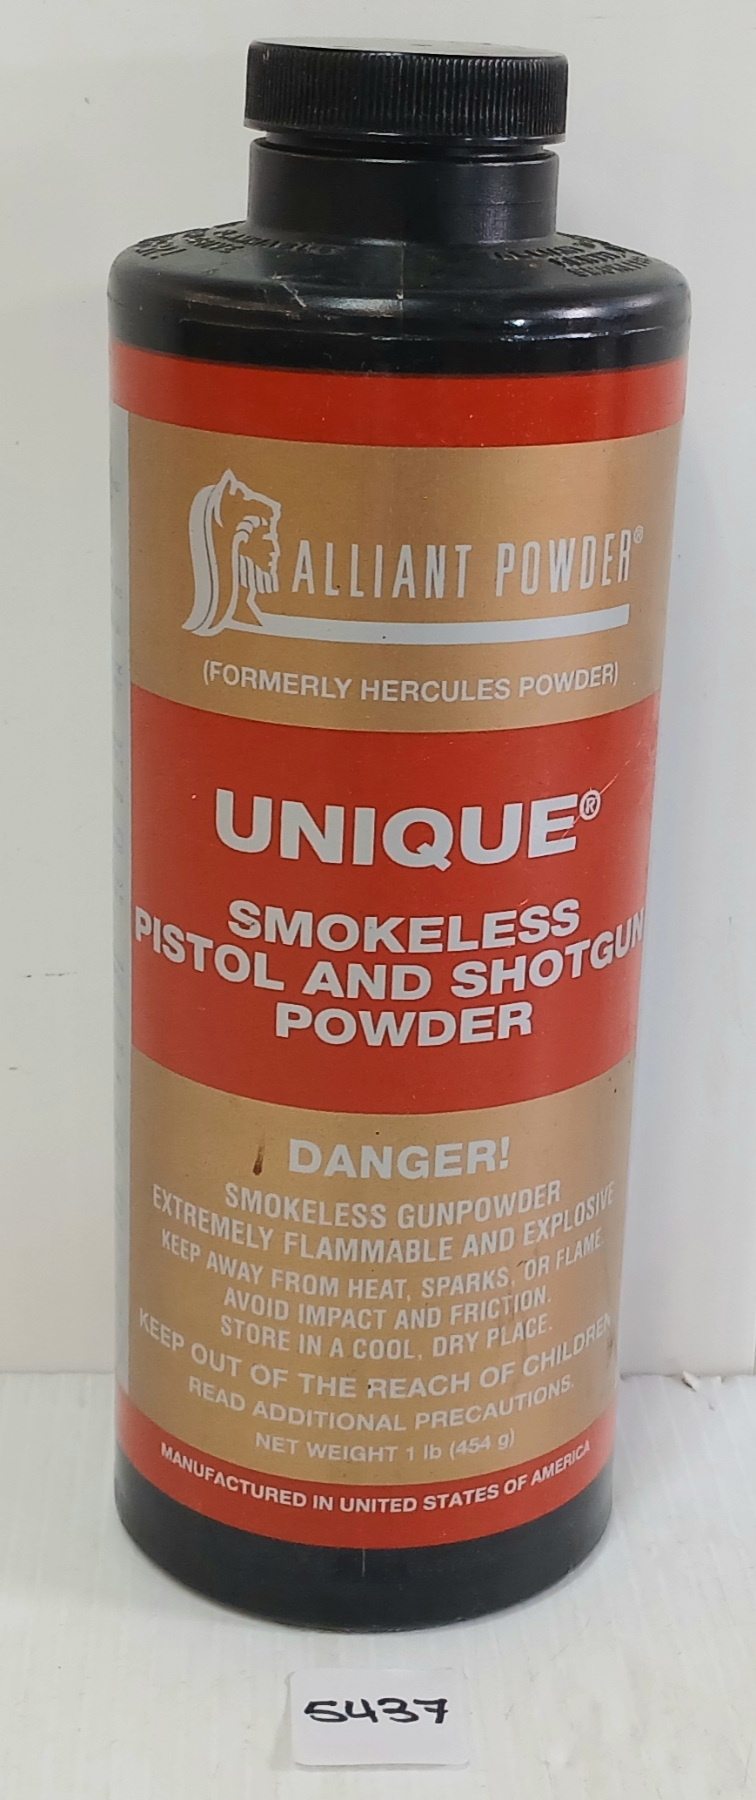 ALLIANT POWDER®
(FORMERLY HERCULES POWDER)
UNIQUE®
SMOKELESS
PISTOL AND SHOTGUN
POWDER
DANGER!
SMOKELESS GUNPOWDER
EXTREMELY FLAMMABLE AND EXPLOSIVE
KEEP AWAY FROM HEAT, SPARKS, OR FLAME.
AVOID IMPACT AND FRICTION.
STORE IN A COOL, DRY PLACE.
KEEP OUT OF THE REACH OF CHILDREN
READ ADDITIONAL PRECAUTIONS.
NET WEIGHT 1 lb (454 g)
MANUFACTURED IN UNITED STATES OF AMERICA
5437